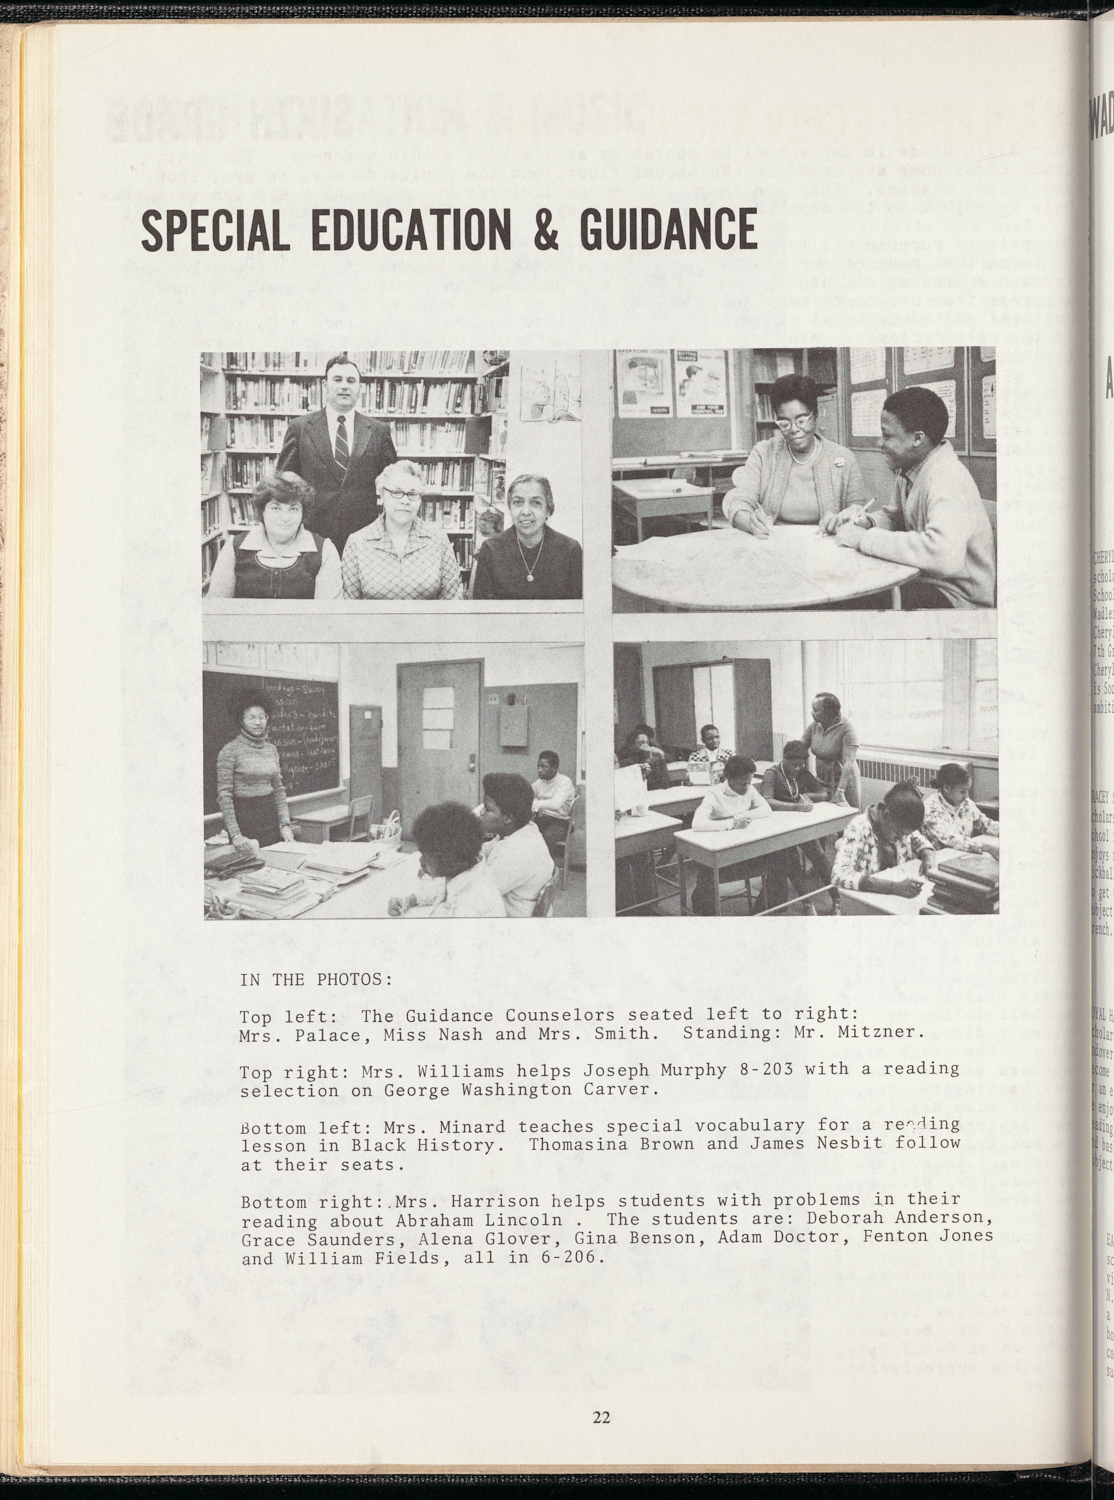 SPECIAL EDUCATION & GUIDANCE
IN THE PHOTOS:
Top left: The Guidance Counselors seated left to right:
Mrs. Palace, Miss Nash and Mrs. Smith. Standing: Mr. Mitzner.
Top right: Mrs. Williams helps Joseph Murphy 8-203 with a reading
selection on George Washington Carver.
Bottom left: Mrs. Minard teaches special vocabulary for a reading
lesson in Black History. Thomasina Brown and James Nesbit follow
at their seats.
Bottom right: Mrs. Harrison helps students with problems in their
reading about Abraham Lincoln . The students are: Deborah Anderson,
Grace Saunders, Alena Glover, Gina Benson, Adam Doctor, Fenton Jones
and William Fields, all in 6-206.
22